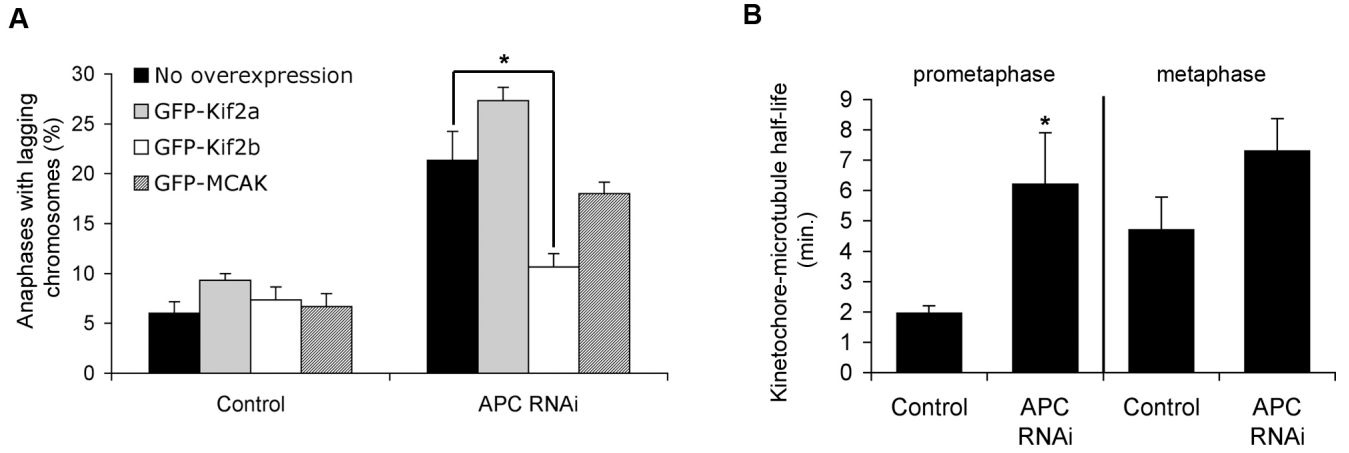 A
Anaphases with lagging
chromosomes (%)
30
25
20
15
10
5
0
No overexpression
GFP-Kif2a
GFP-Kif2b
GFP-MCAK
*
Control
APC RNAi
B
Kinetochore-microtubule half-life
(min.)
prometaphase
metaphase
9
8
7
6
5
4
3
2
1
0
*
Control
APC
RNAi
Control
APC
RNAi